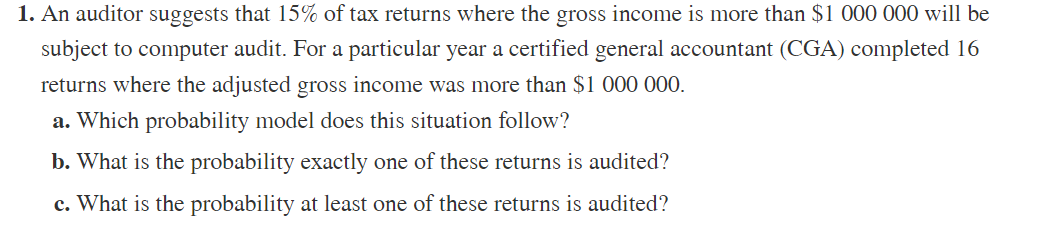 1. An auditor suggests that 15% of tax returns where the gross income is more than $1 000 000 will be
subject to computer audit. For a particular year a certified general accountant (CGA) completed 16
returns where the adjusted gross income was more than $1 000 000.
a. Which probability model does this situation follow?
b. What is the probability exactly one of these returns is audited?
c. What is the probability at least one of these returns is audited?